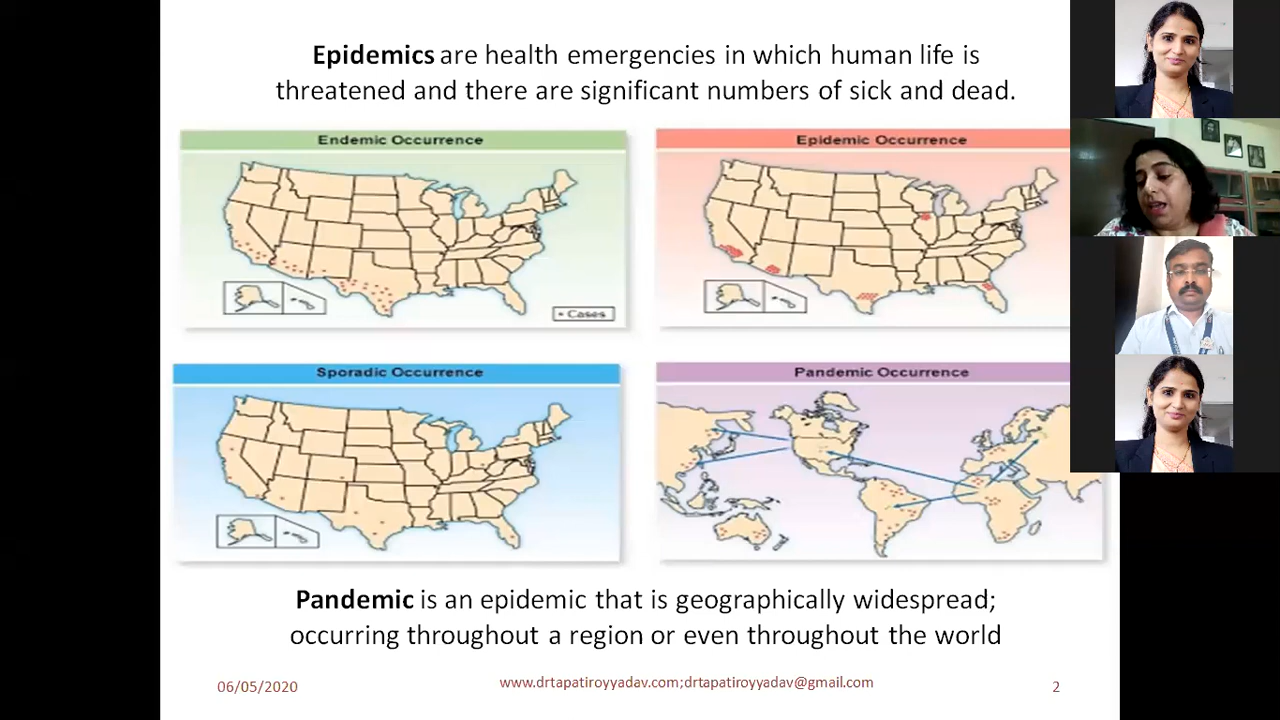 Epidemics are health emergencies in which human life is
threatened and there are significant numbers of sick and dead.
Endemic Occurrence
Epidemic Occurrence
• Cases
Sporadic Occurrence
Pandemic Occurrence
Pandemic is an epidemic that is geographically widespread;
occurring throughout a region or even throughout the world
06/05/2020
www.drtapatiroyyadav.com;drtapatiroyyadav@gmail.com
2